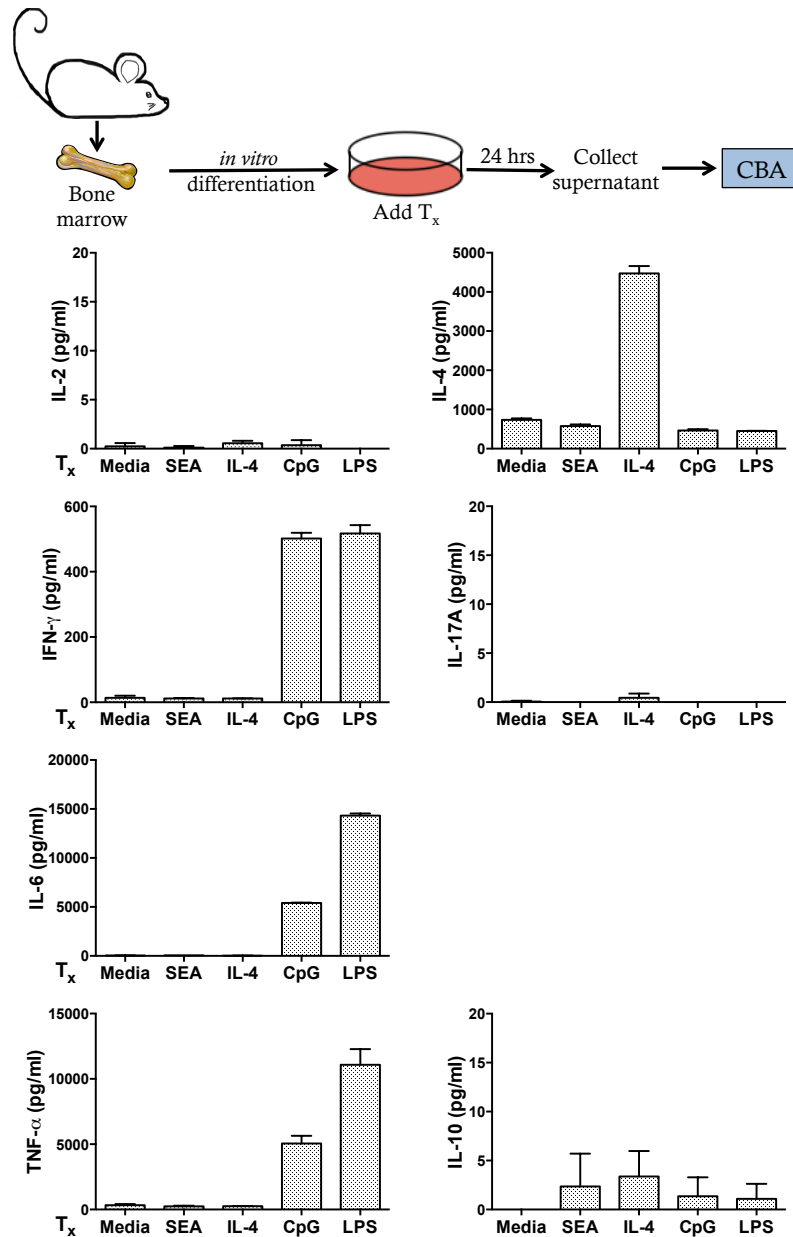 Bone
marrow
in vitro
differentiation
Add Tx
24 hrs
Collect
supernatant
CBA
IL-2 (pg/ml)
20
15
10
5
0
Tx Media SEA IL-4 CpG LPS
IL-4 (pg/ml)
5000
4000
3000
2000
1000
0
Media SEA IL-4 CpG LPS
IFN-γ (pg/ml)
600
400
200
0
Tx Media SEA IL-4 CpG LPS
IL-17A (pg/ml)
20
15
10
5
0
Media SEA IL-4 CpG LPS
IL-6 (pg/ml)
20000
15000
10000
5000
0
Tx Media SEA IL-4 CpG LPS
TNF-α (pg/ml)
15000
10000
5000
0
Tx Media SEA IL-4 CpG LPS
IL-10 (pg/ml)
20
15
10
5
0
Media SEA IL-4 CpG LPS